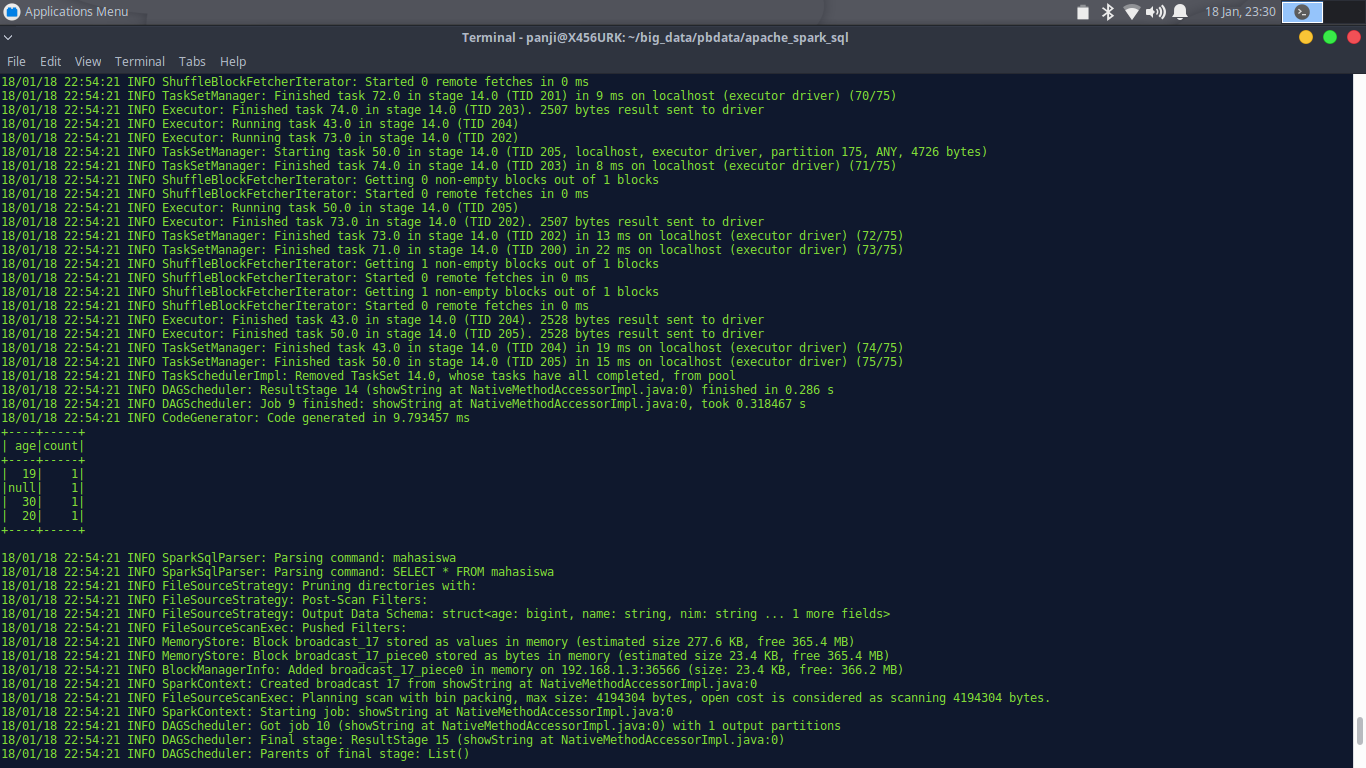 Applications Menu 18 Jan, 23:30
Terminal - panji@X456URK: ~/big_data/pbdata/apache_spark_sql
File Edit View Terminal Tabs Help
18/01/18 22:54:21 INFO ShuffleBlockFetcherIterator: Started 0 remote fetches in 0 ms
18/01/18 22:54:21 INFO TaskSetManager: Finished task 72.0 in stage 14.0 (TID 201) in 9 ms on localhost (executor driver) (70/75)
18/01/18 22:54:21 INFO Executor: Finished task 74.0 in stage 14.0 (TID 203). 2507 bytes result sent to driver
18/01/18 22:54:21 INFO Executor: Running task 43.0 in stage 14.0 (TID 204)
18/01/18 22:54:21 INFO Executor: Running task 73.0 in stage 14.0 (TID 202)
18/01/18 22:54:21 INFO TaskSetManager: Starting task 50.0 in stage 14.0 (TID 205, localhost, executor driver, partition 175, ANY, 4726 bytes)
18/01/18 22:54:21 INFO TaskSetManager: Finished task 74.0 in stage 14.0 (TID 203) in 8 ms on localhost (executor driver) (71/75)
18/01/18 22:54:21 INFO ShuffleBlockFetcherIterator: Getting 0 non-empty blocks out of 1 blocks
18/01/18 22:54:21 INFO ShuffleBlockFetcherIterator: Started 0 remote fetches in 0 ms
18/01/18 22:54:21 INFO Executor: Running task 50.0 in stage 14.0 (TID 205)
18/01/18 22:54:21 INFO Executor: Finished task 73.0 in stage 14.0 (TID 202). 2507 bytes result sent to driver
18/01/18 22:54:21 INFO TaskSetManager: Finished task 73.0 in stage 14.0 (TID 202) in 13 ms on localhost (executor driver) (72/75)
18/01/18 22:54:21 INFO TaskSetManager: Finished task 71.0 in stage 14.0 (TID 200) in 22 ms on localhost (executor driver) (73/75)
18/01/18 22:54:21 INFO ShuffleBlockFetcherIterator: Getting 1 non-empty blocks out of 1 blocks
18/01/18 22:54:21 INFO ShuffleBlockFetcherIterator: Started 0 remote fetches in 0 ms
18/01/18 22:54:21 INFO ShuffleBlockFetcherIterator: Getting 1 non-empty blocks out of 1 blocks
18/01/18 22:54:21 INFO ShuffleBlockFetcherIterator: Started 0 remote fetches in 0 ms
18/01/18 22:54:21 INFO Executor: Finished task 43.0 in stage 14.0 (TID 204). 2528 bytes result sent to driver
18/01/18 22:54:21 INFO Executor: Finished task 50.0 in stage 14.0 (TID 205). 2528 bytes result sent to driver
18/01/18 22:54:21 INFO TaskSetManager: Finished task 43.0 in stage 14.0 (TID 204) in 19 ms on localhost (executor driver) (74/75)
18/01/18 22:54:21 INFO TaskSetManager: Finished task 50.0 in stage 14.0 (TID 205) in 15 ms on localhost (executor driver) (75/75)
18/01/18 22:54:21 INFO TaskSchedulerImpl: Removed TaskSet 14.0, whose tasks have all completed, from pool
18/01/18 22:54:21 INFO DAGScheduler: ResultStage 14 (showString at NativeMethodAccessorImpl.java:0) finished in 0.286 s
18/01/18 22:54:21 INFO DAGScheduler: Job 9 finished: showString at NativeMethodAccessorImpl.java:0, took 0.318467 s
18/01/18 22:54:21 INFO CodeGenerator: Code generated in 9.793457 ms
+----+-----+
| age|count|
+----+-----+
|  19|    1|
|null|    1|
|  30|    1|
|  20|    1|
+----+-----+
18/01/18 22:54:21 INFO SparkSqlParser: Parsing command: mahasiswa
18/01/18 22:54:21 INFO SparkSqlParser: Parsing command: SELECT * FROM mahasiswa
18/01/18 22:54:21 INFO FileSourceStrategy: Pruning directories with:
18/01/18 22:54:21 INFO FileSourceStrategy: Post-Scan Filters:
18/01/18 22:54:21 INFO FileSourceStrategy: Output Data Schema: struct<age: bigint, name: string, nim: string ... 1 more fields>
18/01/18 22:54:21 INFO FileSourceScanExec: Pushed Filters:
18/01/18 22:54:21 INFO MemoryStore: Block broadcast_17 stored as values in memory (estimated size 277.6 KB, free 365.4 MB)
18/01/18 22:54:21 INFO MemoryStore: Block broadcast_17_piece0 stored as bytes in memory (estimated size 23.4 KB, free 365.4 MB)
18/01/18 22:54:21 INFO BlockManagerInfo: Added broadcast_17_piece0 in memory on 192.168.1.3:36566 (size: 23.4 KB, free: 366.2 MB)
18/01/18 22:54:21 INFO SparkContext: Created broadcast 17 from showString at NativeMethodAccessorImpl.java:0
18/01/18 22:54:21 INFO FileSourceScanExec: Planning scan with bin packing, max size: 4194304 bytes, open cost is considered as scanning 4194304 bytes.
18/01/18 22:54:21 INFO SparkContext: Starting job: showString at NativeMethodAccessorImpl.java:0
18/01/18 22:54:21 INFO DAGScheduler: Got job 10 (showString at NativeMethodAccessorImpl.java:0) with 1 output partitions
18/01/18 22:54:21 INFO DAGScheduler: Final stage: ResultStage 15 (showString at NativeMethodAccessorImpl.java:0)
18/01/18 22:54:21 INFO DAGScheduler: Parents of final stage: List()